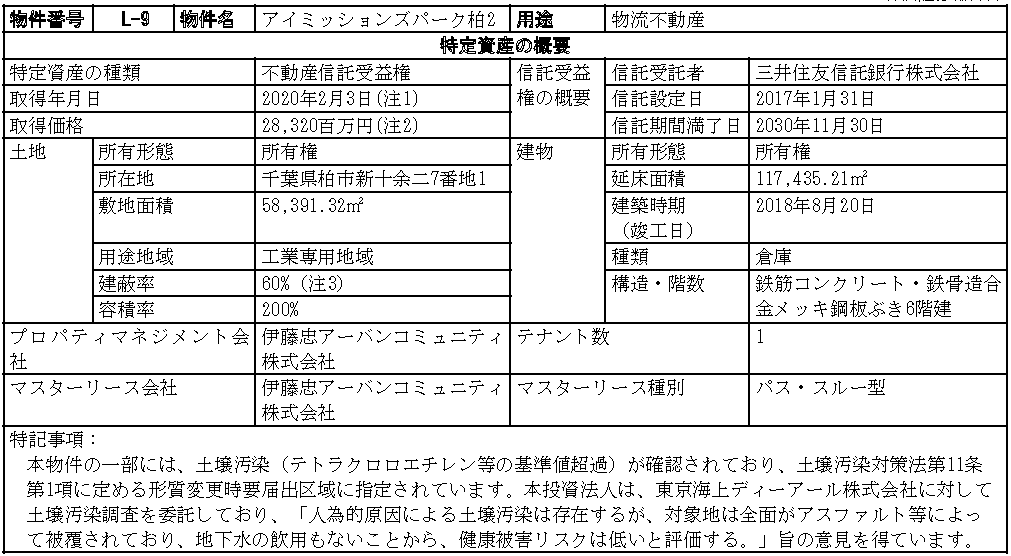 物件番号 L-9 物件名 アイミッションズパーク柏2 用途 物流不動産
特定資産の概要
特定資産の種類 不動産信託受益権 信託受益権の概要 信託受託者 三井住友信託銀行株式会社
取得年月日 2020年2月3日(注1) 信託設定日 2017年1月31日
取得価格 28,320百万円(注2) 信託期間満了日 2030年11月30日
土地 所有形態 所有権 建物 所有形態 所有権
所在地 千葉県柏市新十余二7番地1 延床面積 117,435.21㎡
敷地面積 58,391.32㎡ 建築時期 2018年8月20日
（竣工日）
用途地域 工業専用地域 種類 倉庫
建蔽率 60%（注3） 構造・階数 鉄筋コンクリート・鉄骨造合
容積率 200% 金メッキ鋼板ぶき6階建
プロパティマネジメント会 伊藤忠アーバンコミュニティ テナント数 1
社 株式会社
マスターリース会社 伊藤忠アーバンコミュニティ マスターリース種別 パス・スルー型
株式会社
特記事項：
本物件の一部には、土壌汚染（テトラクロロエチレン等の基準値超過）が確認されており、土壌汚染対策法第11条
第1項に定める形質変更時要届出区域に指定されています。本投資法人は、東京海上ディーアール株式会社に対して
土壌汚染調査を委託しており、「人為的原因による土壌汚染は存在するが、対象地は全面がアスファルト等によっ
て被覆されており、地下水の飲用もないことから、健康被害リスクは低いと評価する。」旨の意見を得ています。